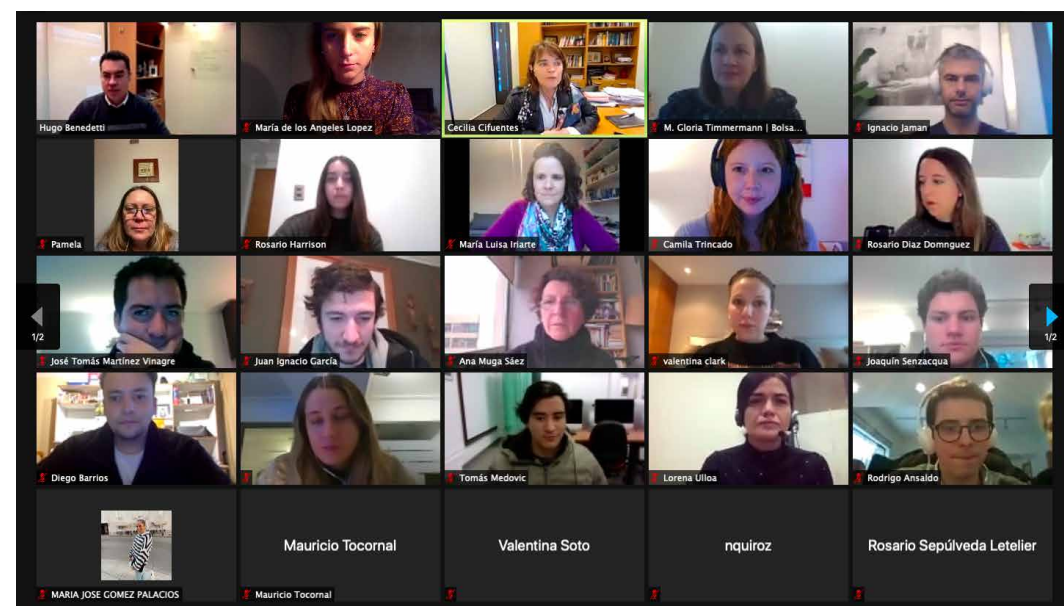 Hugo Benedetti
María de los Angeles Lopez
Cecilia Cifuentes
M. Gloria Timmermann | Bolsa...
Ignacio Jaman
Pamela
Rosario Harrison
María Luisa Iriarte
Camila Trincado
Rosario Diaz Domnguez
1/2
1/2
José Tomás Martínez Vinagre
Juan Ignacio García
Ana Muga Sáez
valentina clark
Joaquín Senzacqua
Diego Barrios
Tomás Medovic
Lorena Ulloa
Rodrigo Ansaldo
Mauricio Tocornal
Valentina Soto
nquiroz
Rosario Sepúlveda Letelier
MARIA JOSE GOMEZ PALACIOS
Mauricio Tocornal